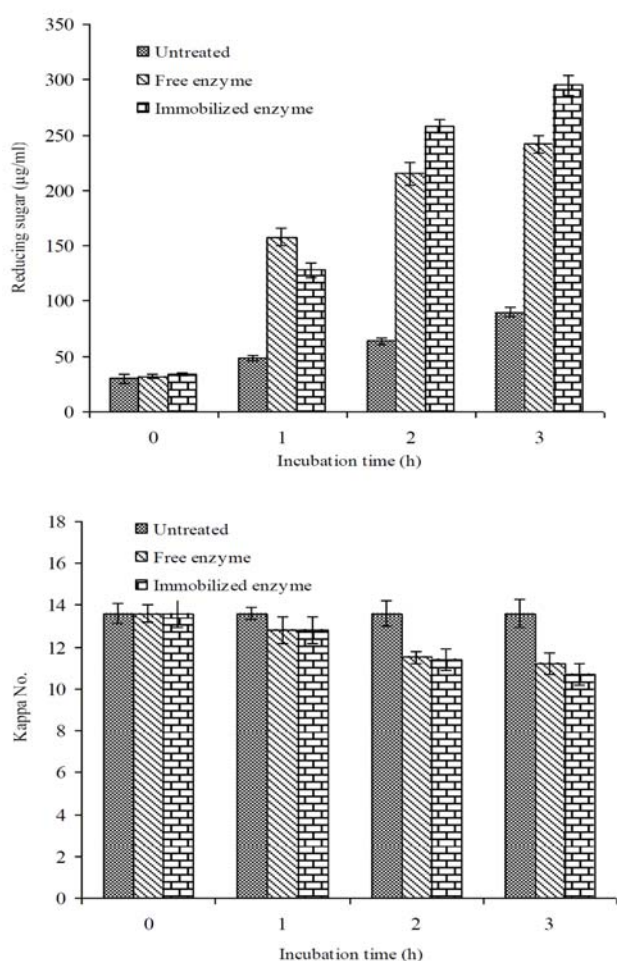 350
300
250
200
150
100
50
0
Reducing sugar (µg/ml)
Untreated
Free enzyme
Immobilized enzyme
0 1 2 3
Incubation time (h)
18
16
14
12
10
8
6
4
2
0
Kappa No.
Untreated
Free enzyme
Immobilized enzyme
0 1 2 3
Incubation time (h)